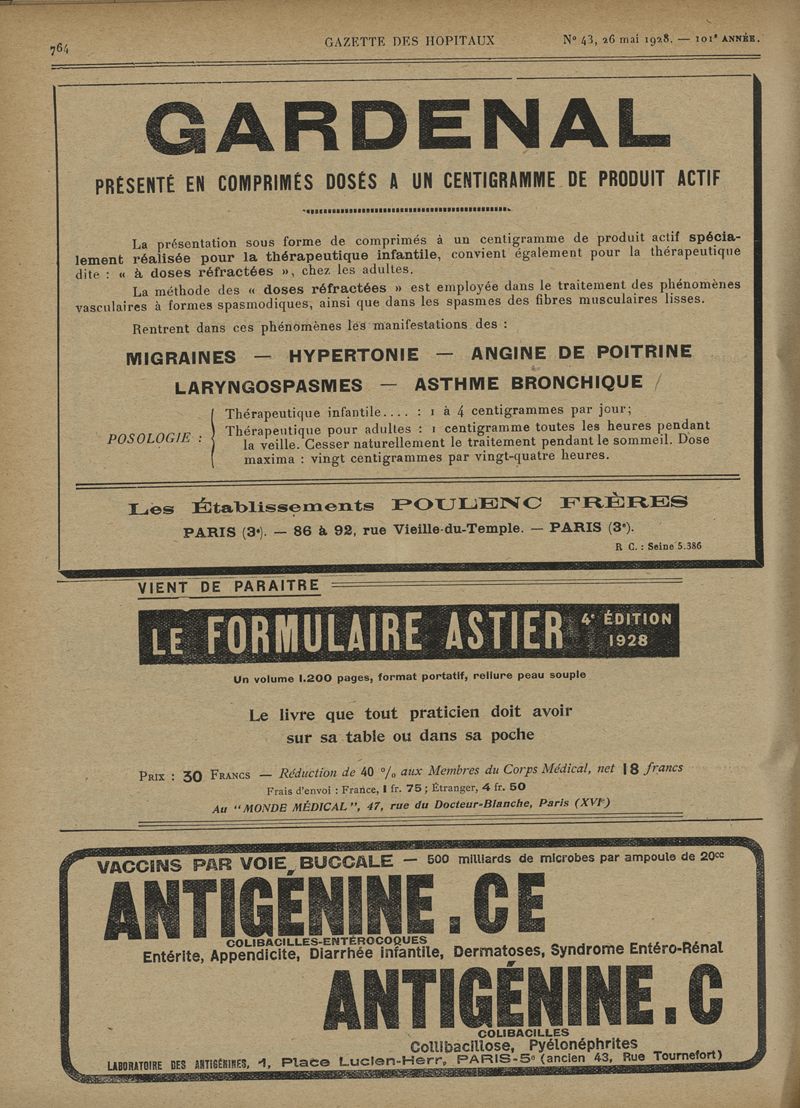 764
GAZETTE DES HOPITAUX
N° 43, 26 mai 1928. — 101e ANNÉE.
GARDENAL
PRÉSENTÉ EN COMPRIMÉS DOSÉS A UN CENTIGRAMME DE PRODUIT ACTIF
La présentation sous forme de comprimés à un centigramme de produit actif spécia-
lement réalisée pour la thérapeutique infantile, convient également pour la thérapeutique
dite : « à doses réfractées », chez les adultes.
La méthode des « doses réfractées » est employée dans le traitement des phénomènes
vasculaires à formes spasmodiques, ainsi que dans les spasmes des fibres musculaires lisses.
Rentrent dans ces phénomènes les manifestations des :
MIGRAINES — HYPERTONIE — ANGINE DE POITRINE
LARYNGOSPASMES — ASTHME BRONCHIQUE
POSOLOGIE :
Thérapeutique infantile.... : 1 à 4 centigrammes par jour;
Thérapeutique pour adultes : 1 centigramme toutes les heures pendant
la veille. Cesser naturellement le traitement pendant le sommeil. Dose
maxima : vingt centigrammes par vingt-quatre heures.
Les Établissements POULENC FRÈRES
PARIS (3e). — 86 à 92, rue Vieille-du-Temple. — PARIS (3e).
R C. : Seine 5.386
VIENT DE PARAITRE
LE FORMULAIRE ASTIER 4e ÉDITION
1928
Un volume 1.200 pages, format portatif, reliure peau souple
Le livre que tout praticien doit avoir
sur sa table ou dans sa poche
PRIX : 30 FRANCS — Réduction de 40 % aux Membres du Corps Médical, net 18 francs
Frais d'envoi : France, 1 fr. 75 ; Étranger, 4 fr. 50
Au "MONDE MÉDICAL", 47, rue du Docteur-Blanche, Paris (XVIe)
VACCINS PAR VOIE BUCCALE — 500 milliards de microbes par ampoule de 20cc
ANTIGÉNINE.CE
COLIBACILLES-ENTÉROCOQUES
Entérite, Appendicite, Diarrhée infantile, Dermatoses, Syndrome Entéro-Rénal
ANTIGÉNINE.C
COLIBACILLES
Collibacillose, Pyélonéphrites
LABORATOIRE DES ANTIGÉNINES, 1, Place Lucien-Herr, PARIS-5e (ancien 43, Rue Tournefort)